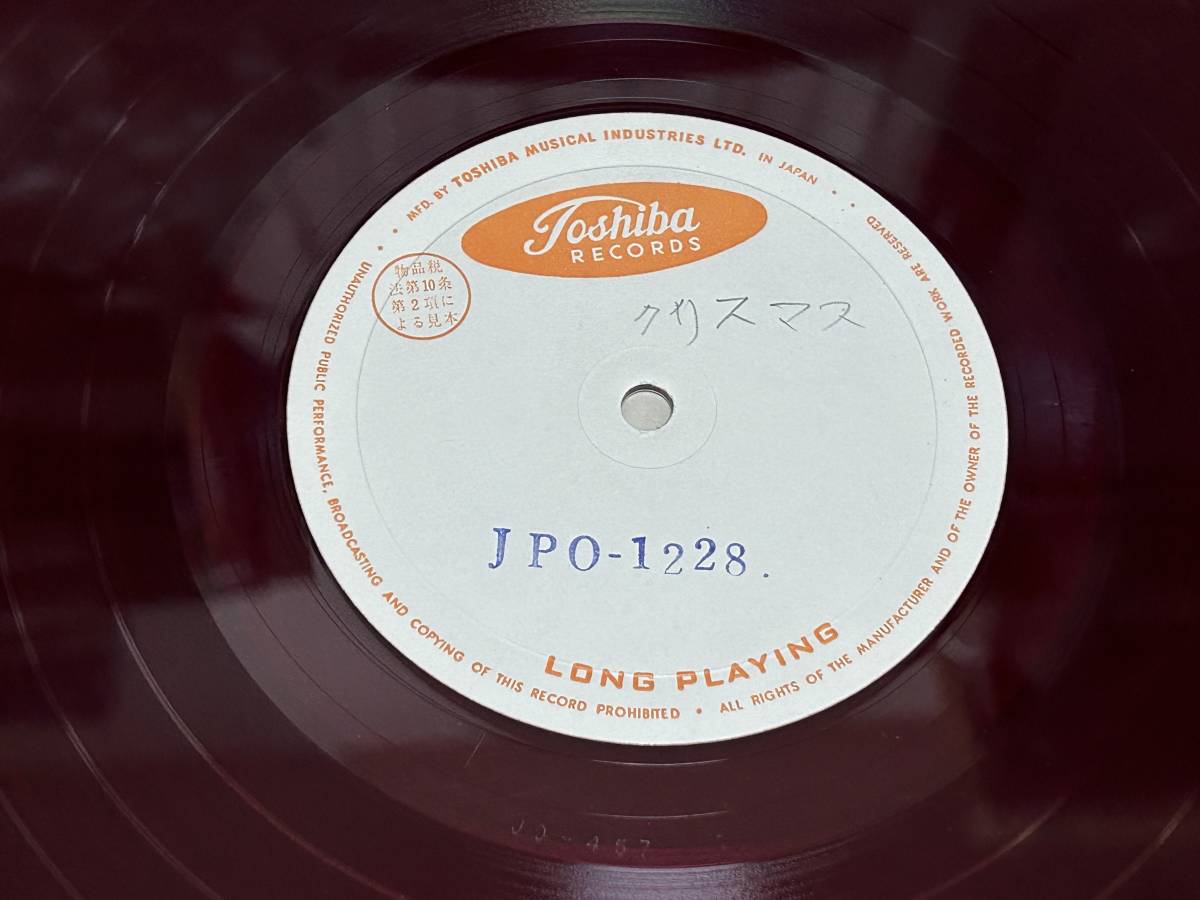 MFD. BY TOSHIBA MUSICAL INDUSTRIES LTD. IN JAPAN
Toshiba
RECORDS
物品税
法第10条
第2項に
よる見本
クリスマス
JPO-1228.
LONG PLAYING
UNAUTHORIZED PUBLIC PERFORMANCE, BROADCASTING AND COPYING OF THIS RECORD PROHIBITED • ALL RIGHTS OF THE MANUFACTURER AND OF THE OWNER OF THE RECORDED WORK ARE RESERVED